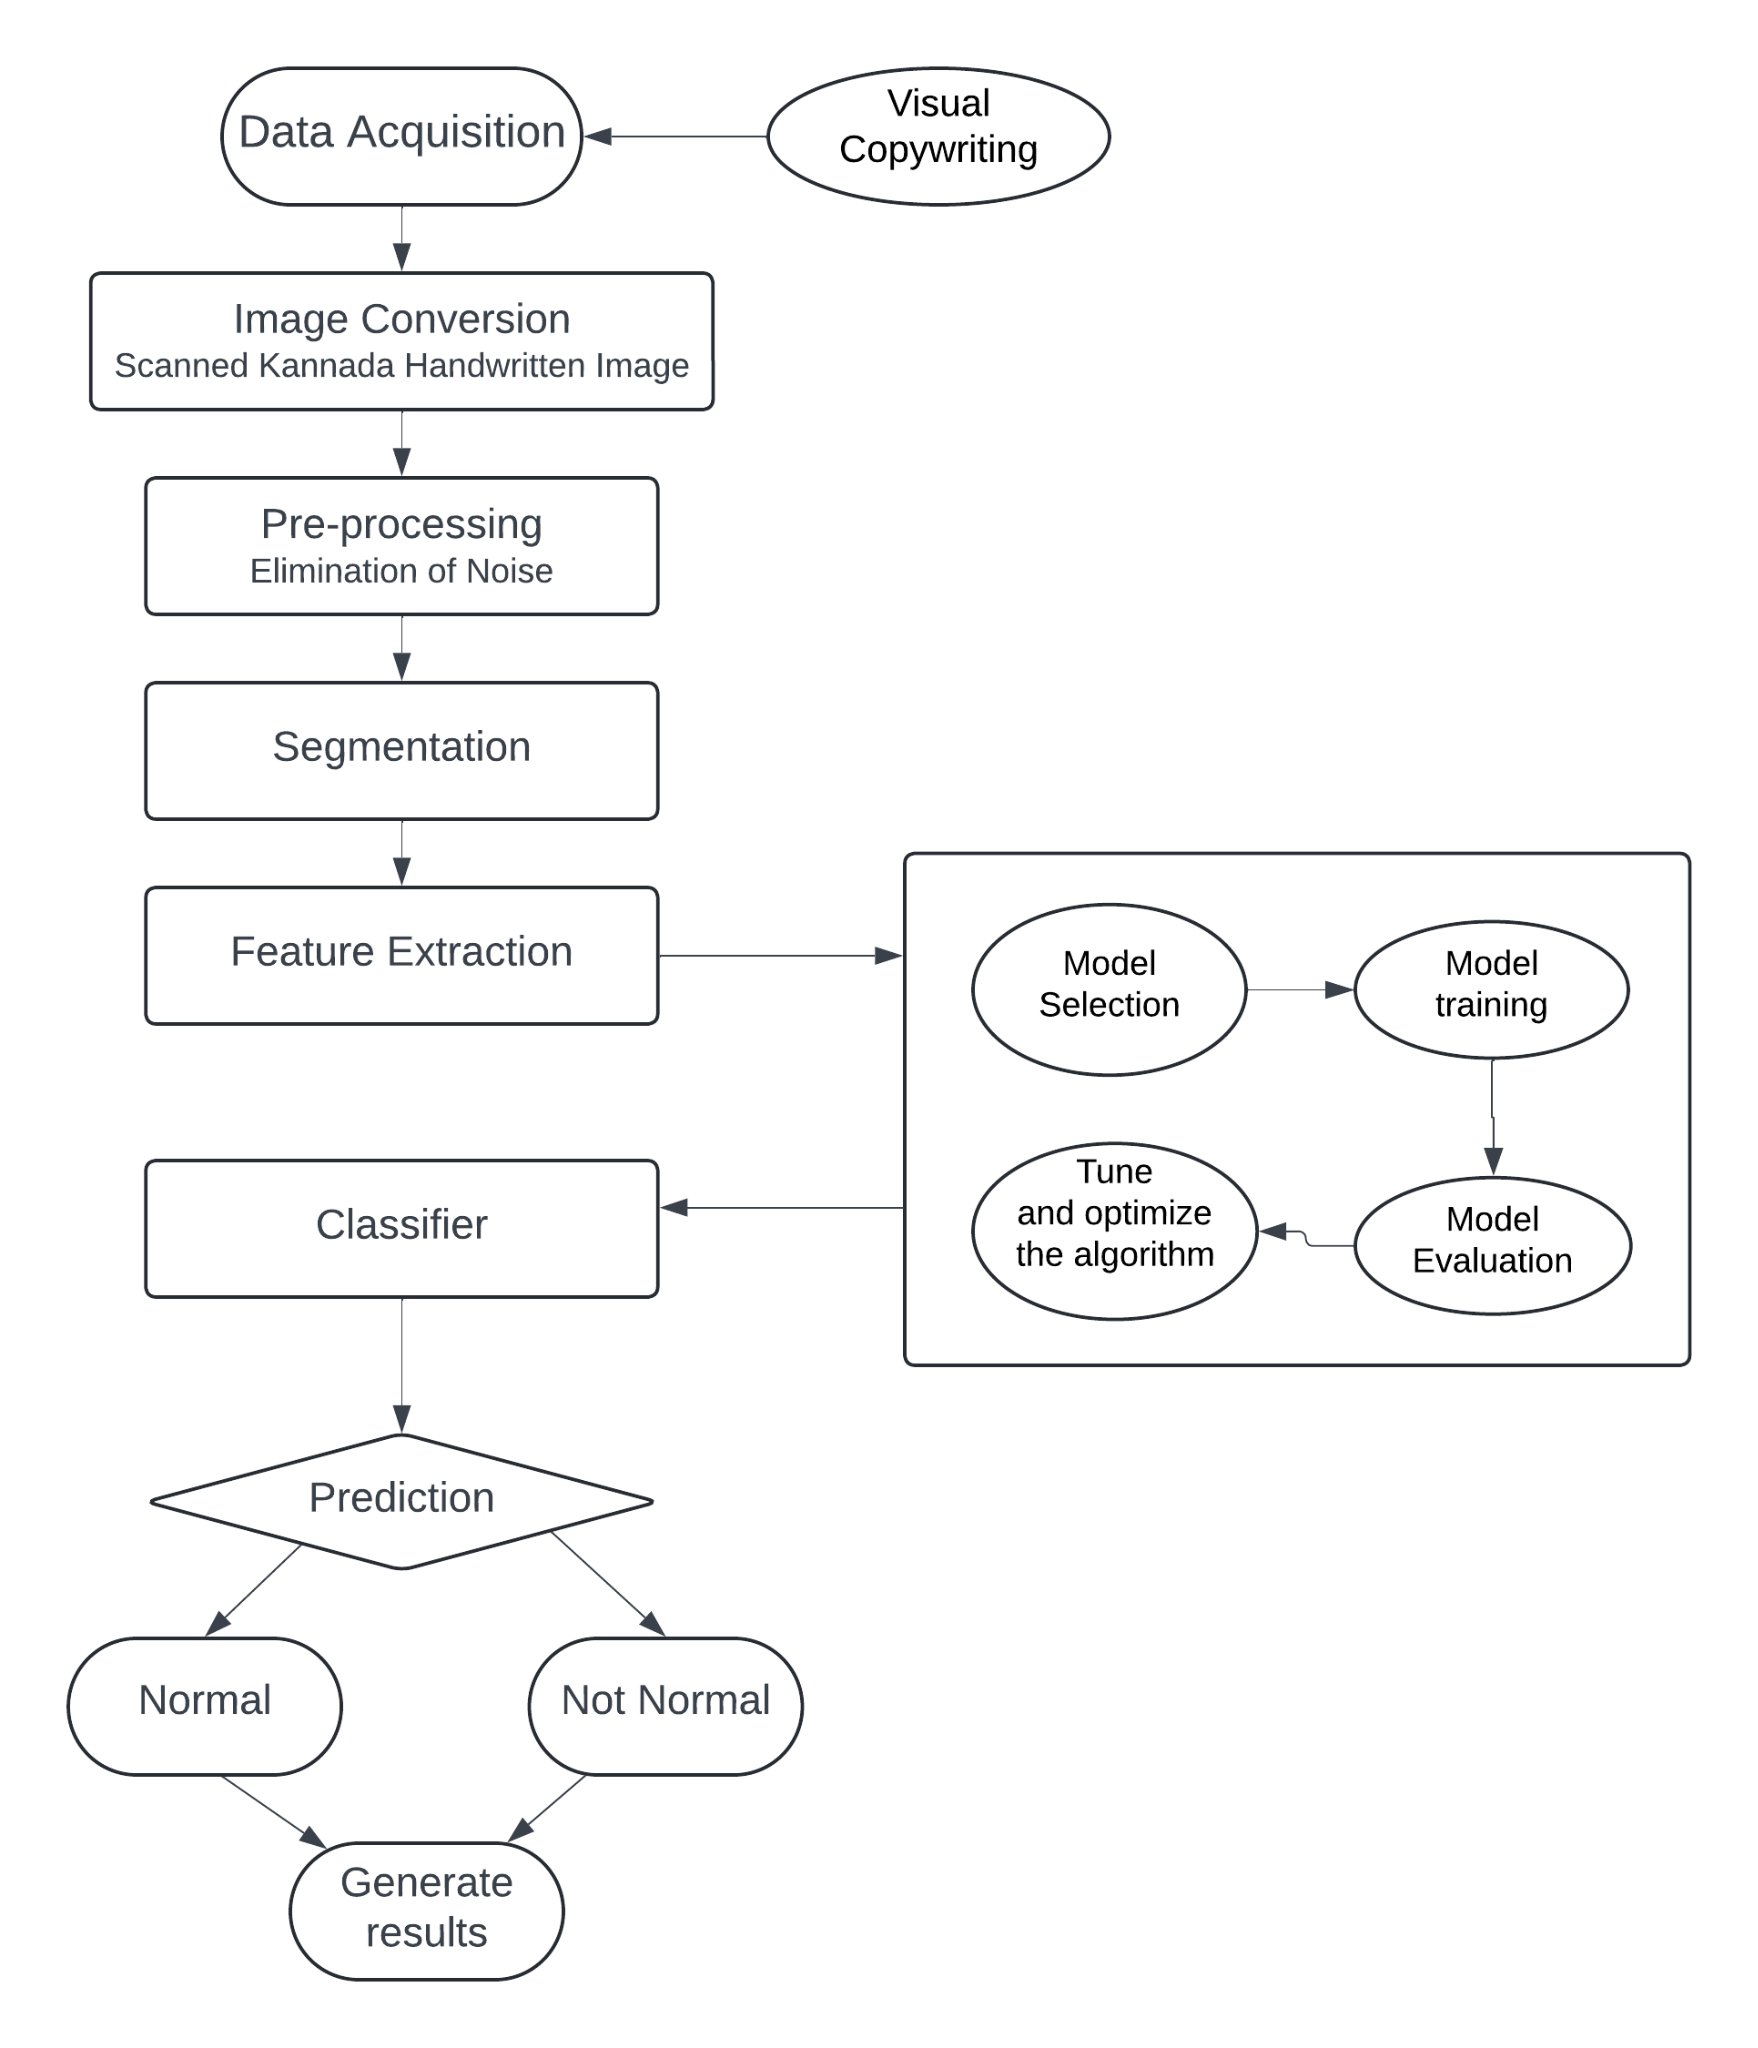 Data Acquisition
Visual
Copywriting
Image Conversion
Scanned Kannada Handwritten Image
Pre-processing
Elimination of Noise
Segmentation
Feature Extraction
Model
Selection
Model
training
Model
Evaluation
Tune
and optimize
the algorithm
Classifier
Prediction
Normal
Not Normal
Generate
results